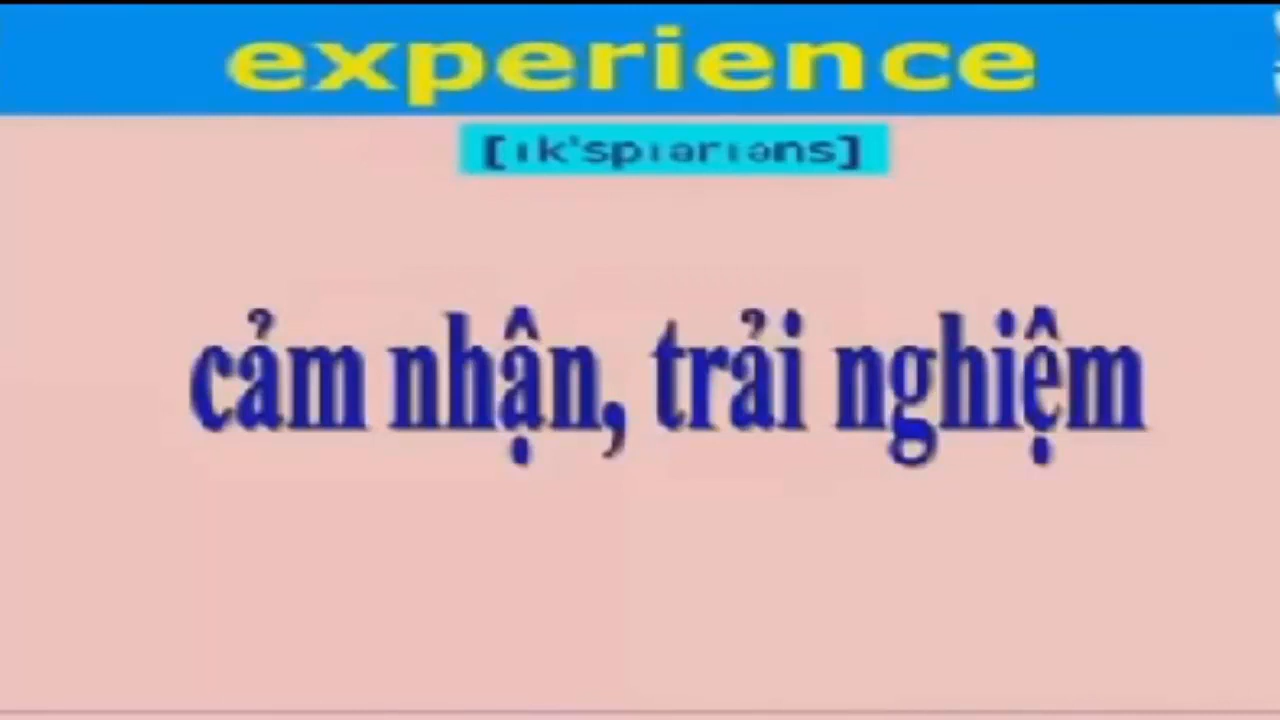 experience
[ɪk'spɪərɪəns]
cảm nhận, trải nghiệm